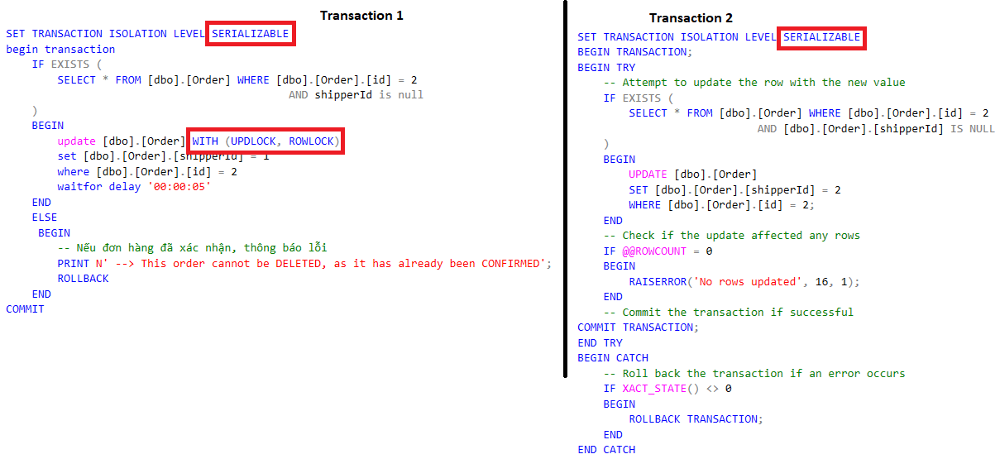 Transaction 1
SET TRANSACTION ISOLATION LEVEL SERIALIZABLE
begin transaction
IF EXISTS (
SELECT * FROM [dbo].[Order] WHERE [dbo].[Order].[id] = 2
AND shipperId is null
)
BEGIN
update [dbo].[Order] WITH (UPDLOCK, ROWLOCK)
set [dbo].[Order].[shipperId] = 1
where [dbo].[Order].[id] = 2
waitfor delay '00:00:05'
END
ELSE
BEGIN
-- Nếu đơn hàng đã xác nhận, thông báo lỗi
PRINT N' --> This order cannot be DELETED, as it has already been CONFIRMED';
ROLLBACK
END
COMMIT
Transaction 2
SET TRANSACTION ISOLATION LEVEL SERIALIZABLE
BEGIN TRANSACTION;
BEGIN TRY
-- Attempt to update the row with the new value
IF EXISTS (
SELECT * FROM [dbo].[Order] WHERE [dbo].[Order].[id] = 2
AND [dbo].[Order].[shipperId] IS NULL
)
BEGIN
UPDATE [dbo].[Order]
SET [dbo].[Order].[shipperId] = 2
WHERE [dbo].[Order].[id] = 2;
END
-- Check if the update affected any rows
IF @@ROWCOUNT = 0
BEGIN
RAISERROR('No rows updated', 16, 1);
END
-- Commit the transaction if successful
COMMIT TRANSACTION;
END TRY
BEGIN CATCH
-- Roll back the transaction if an error occurs
IF XACT_STATE() <> 0
BEGIN
ROLLBACK TRANSACTION;
END
END CATCH